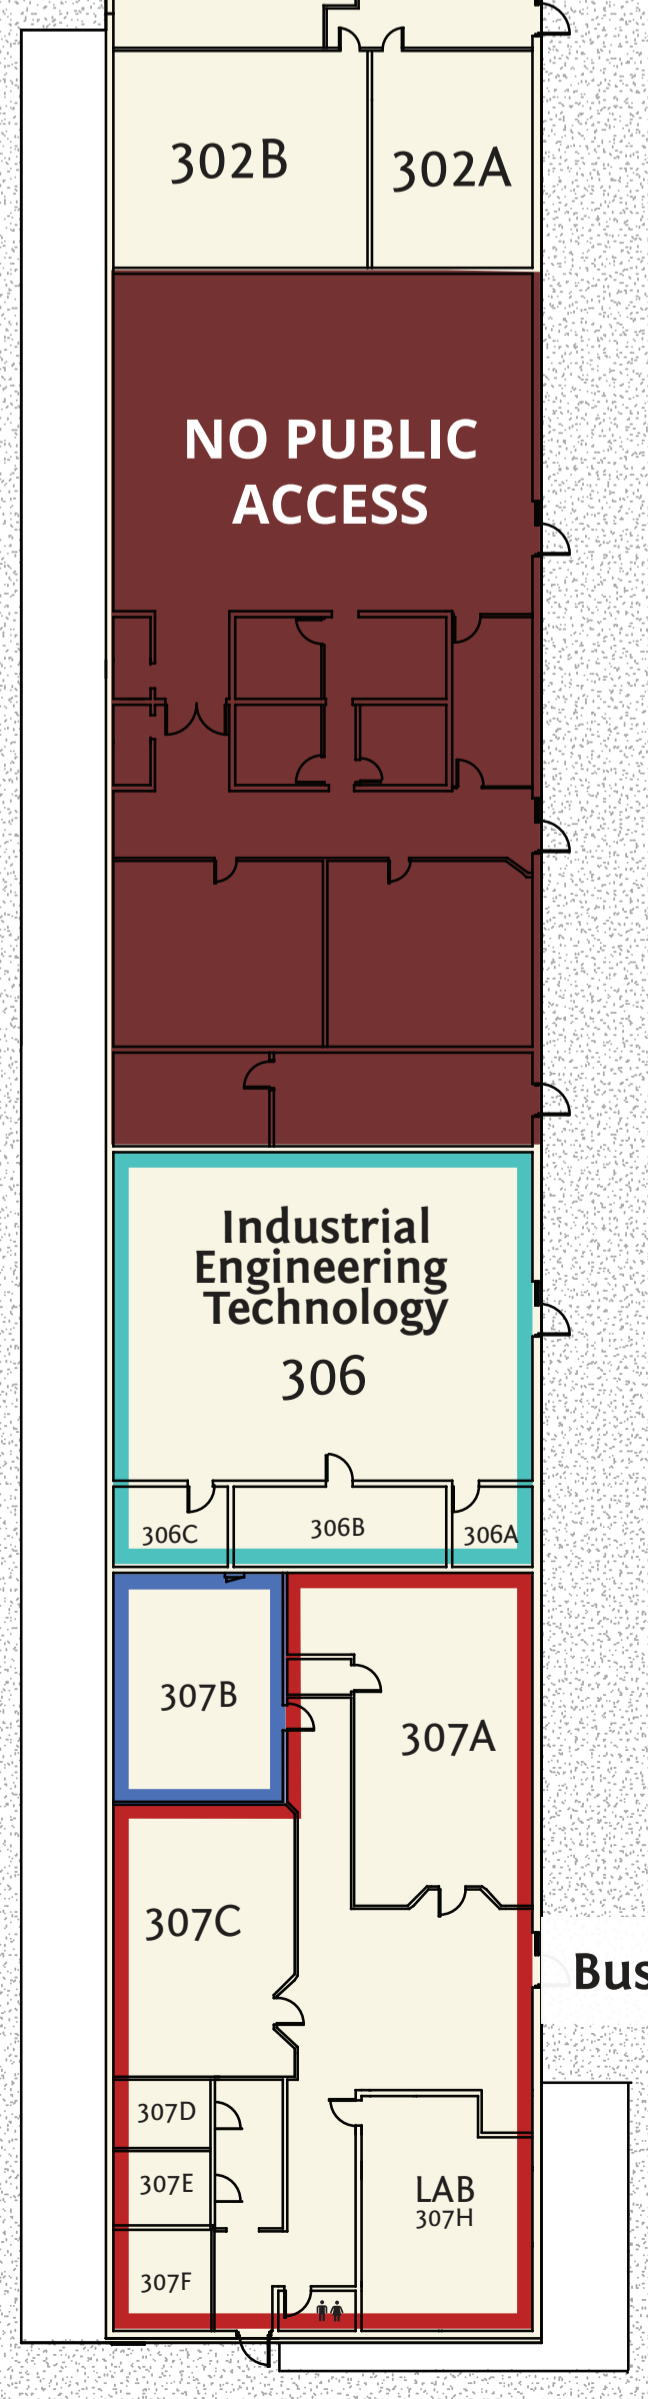 302B
302A
NO PUBLIC
ACCESS
Industrial
Engineering
Technology
306
306C
306B
306A
307B
307A
307C
Bus
307D
307E
LAB
307H
307F